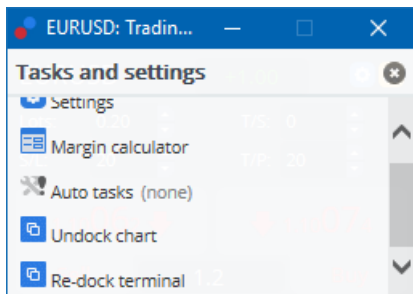 EURUSD: Tradin...
Tasks and settings
Settings
Margin calculator
Auto tasks (none)
Undock chart
Re-dock terminal